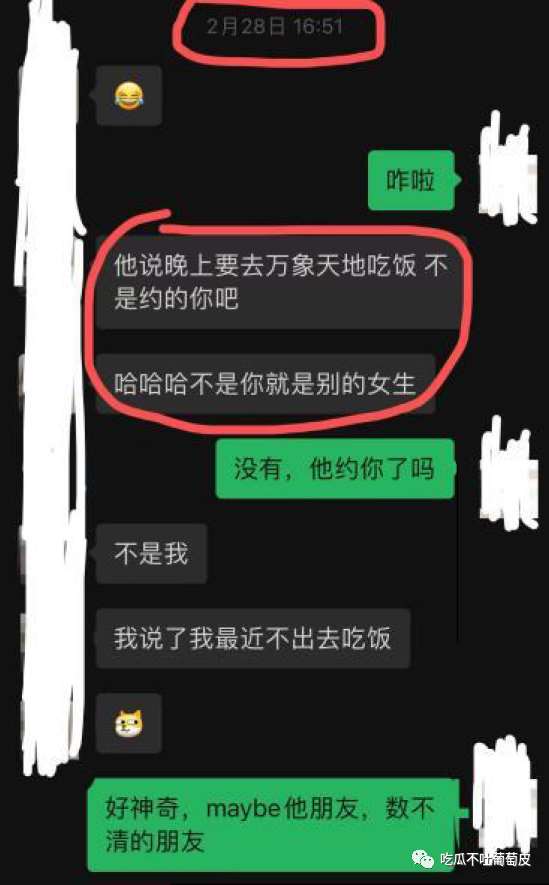 2月28日 16:51
咋啦
他说晚上要去万象天地吃饭 不
是约的你吧
哈哈哈不是你就是别的女生
没有，他约你了吗
不是我
我说了我最近不出去吃饭
好神奇，maybe他朋友，数不
清的朋友
吃瓜不吐葡萄皮